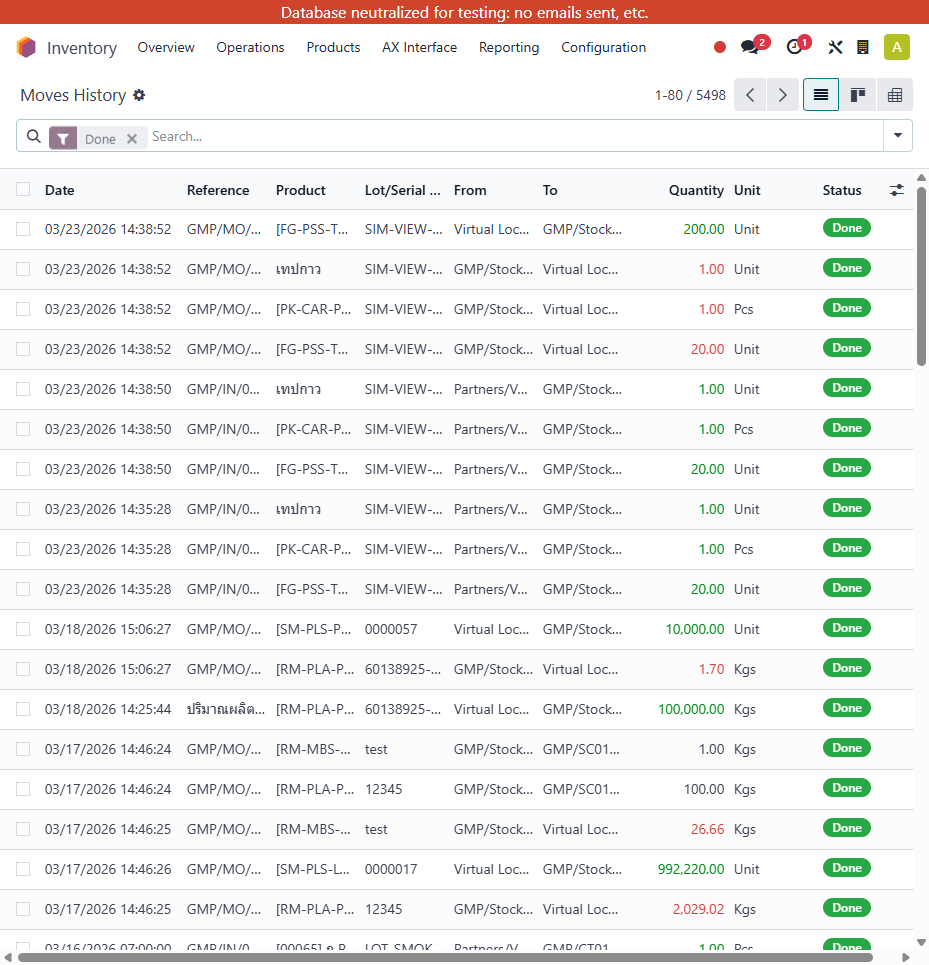 Database neutralized for testing: no emails sent, etc.
Inventory Overview Operations Products AX Interface Reporting Configuration 2 1 A
Moves History 1-80 / 5498
Done Search...
Date Reference Product Lot/Serial ... From To Quantity Unit Status
03/23/2026 14:38:52 GMP/MO/... [FG-PSS-T... SIM-VIEW-... Virtual Loc... GMP/Stock... 200.00 Unit Done
03/23/2026 14:38:52 GMP/MO/... เทปกาว SIM-VIEW-... GMP/Stock... Virtual Loc... 1.00 Unit Done
03/23/2026 14:38:52 GMP/MO/... [PK-CAR-P... SIM-VIEW-... GMP/Stock... Virtual Loc... 1.00 Pcs Done
03/23/2026 14:38:52 GMP/MO/... [FG-PSS-T... SIM-VIEW-... GMP/Stock... Virtual Loc... 20.00 Unit Done
03/23/2026 14:38:50 GMP/IN/0... เทปกาว SIM-VIEW-... Partners/V... GMP/Stock... 1.00 Unit Done
03/23/2026 14:38:50 GMP/IN/0... [PK-CAR-P... SIM-VIEW-... Partners/V... GMP/Stock... 1.00 Pcs Done
03/23/2026 14:38:50 GMP/IN/0... [FG-PSS-T... SIM-VIEW-... Partners/V... GMP/Stock... 20.00 Unit Done
03/23/2026 14:35:28 GMP/IN/0... เทปกาว SIM-VIEW-... Partners/V... GMP/Stock... 1.00 Unit Done
03/23/2026 14:35:28 GMP/IN/0... [PK-CAR-P... SIM-VIEW-... Partners/V... GMP/Stock... 1.00 Pcs Done
03/23/2026 14:35:28 GMP/IN/0... [FG-PSS-T... SIM-VIEW-... Partners/V... GMP/Stock... 20.00 Unit Done
03/18/2026 15:06:27 GMP/MO/... [SM-PLS-P... 0000057 Virtual Loc... GMP/Stock... 10,000.00 Unit Done
03/18/2026 15:06:27 GMP/MO/... [RM-PLA-P... 60138925-... GMP/Stock... Virtual Loc... 1.70 Kgs Done
03/18/2026 14:25:44 ปริมาณผลิต... [RM-PLA-P... 60138925-... Virtual Loc... GMP/Stock... 100,000.00 Kgs Done
03/17/2026 14:46:24 GMP/MO/... [RM-MBS-... test GMP/Stock... GMP/SC01... 1.00 Kgs Done
03/17/2026 14:46:24 GMP/MO/... [RM-PLA-P... 12345 GMP/Stock... GMP/SC01... 100.00 Kgs Done
03/17/2026 14:46:25 GMP/MO/... [RM-MBS-... test GMP/Stock... Virtual Loc... 26.66 Kgs Done
03/17/2026 14:46:26 GMP/MO/... [SM-PLS-L... 0000017 Virtual Loc... GMP/Stock... 992,220.00 Unit Done
03/17/2026 14:46:25 GMP/MO/... [RM-PLA-P... 12345 GMP/Stock... Virtual Loc... 2,029.02 Kgs Done
03/16/2026 07:00:00 GMP/IN/0... Partners/V... GMP/CT01... 1.00 Pcs Done